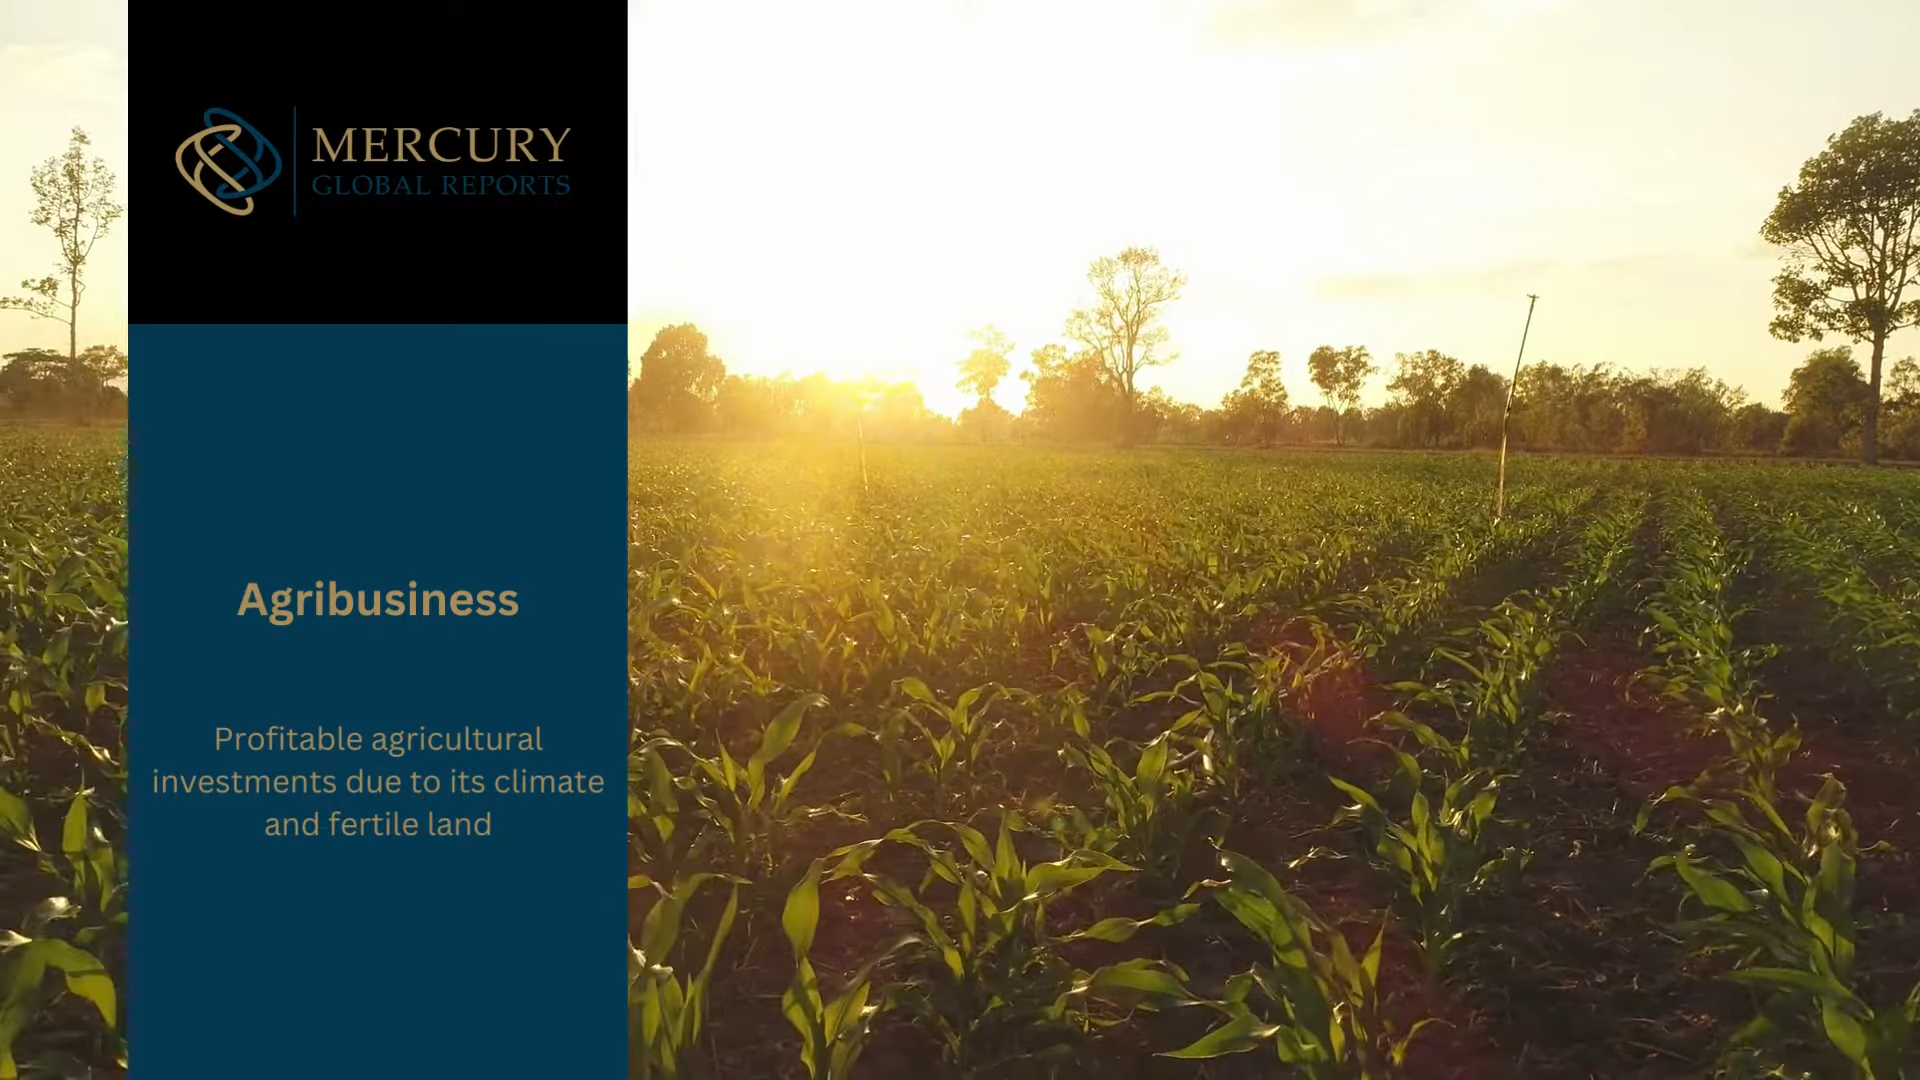 MERCURY
GLOBAL REPORTS
Agribusiness
Profitable agricultural
investments due to its climate
and fertile land